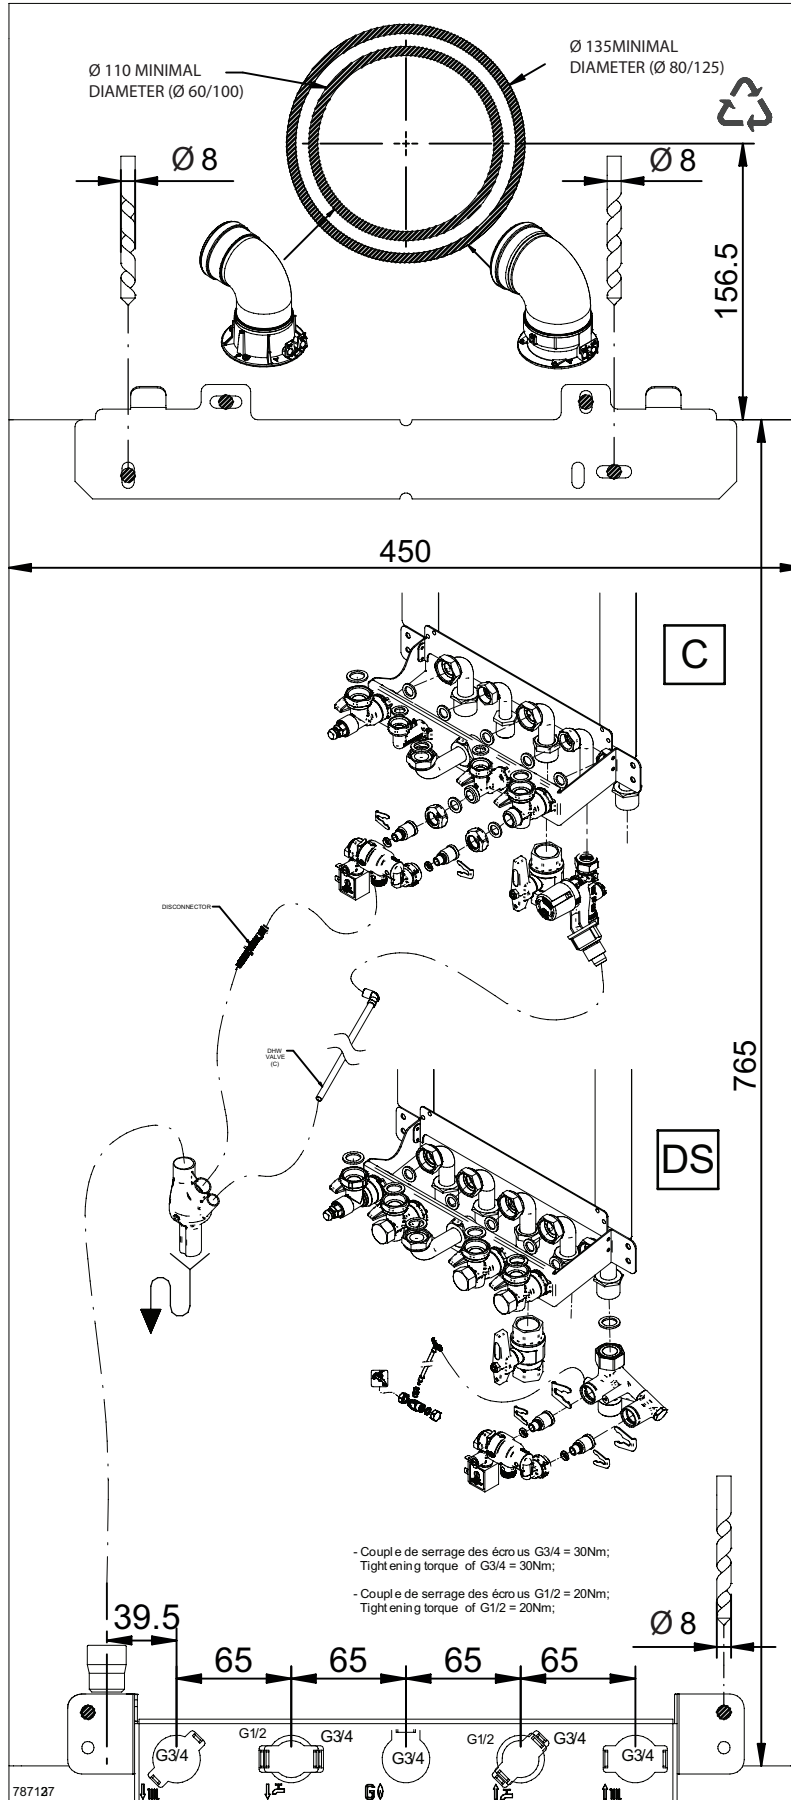 Ø 110 MINIMAL
DIAMETER (Ø 60/100)
Ø 135MINIMAL
DIAMETER (Ø 80/125)
Ø 8
Ø 8
156.5
450
C
DISCONNECTOR
DHW
VALVE
(C)
765
DS
- Couple de serrage des écrous G3/4 = 30Nm;
Tightening torque of G3/4 = 30Nm;
- Couple de serrage des écrous G1/2 = 20Nm;
Tightening torque of G1/2 = 20Nm;
39.5
Ø 8
65
65
65
65
G3/4
G1/2
G3/4
G3/4
G1/2
G3/4
G3/4
G